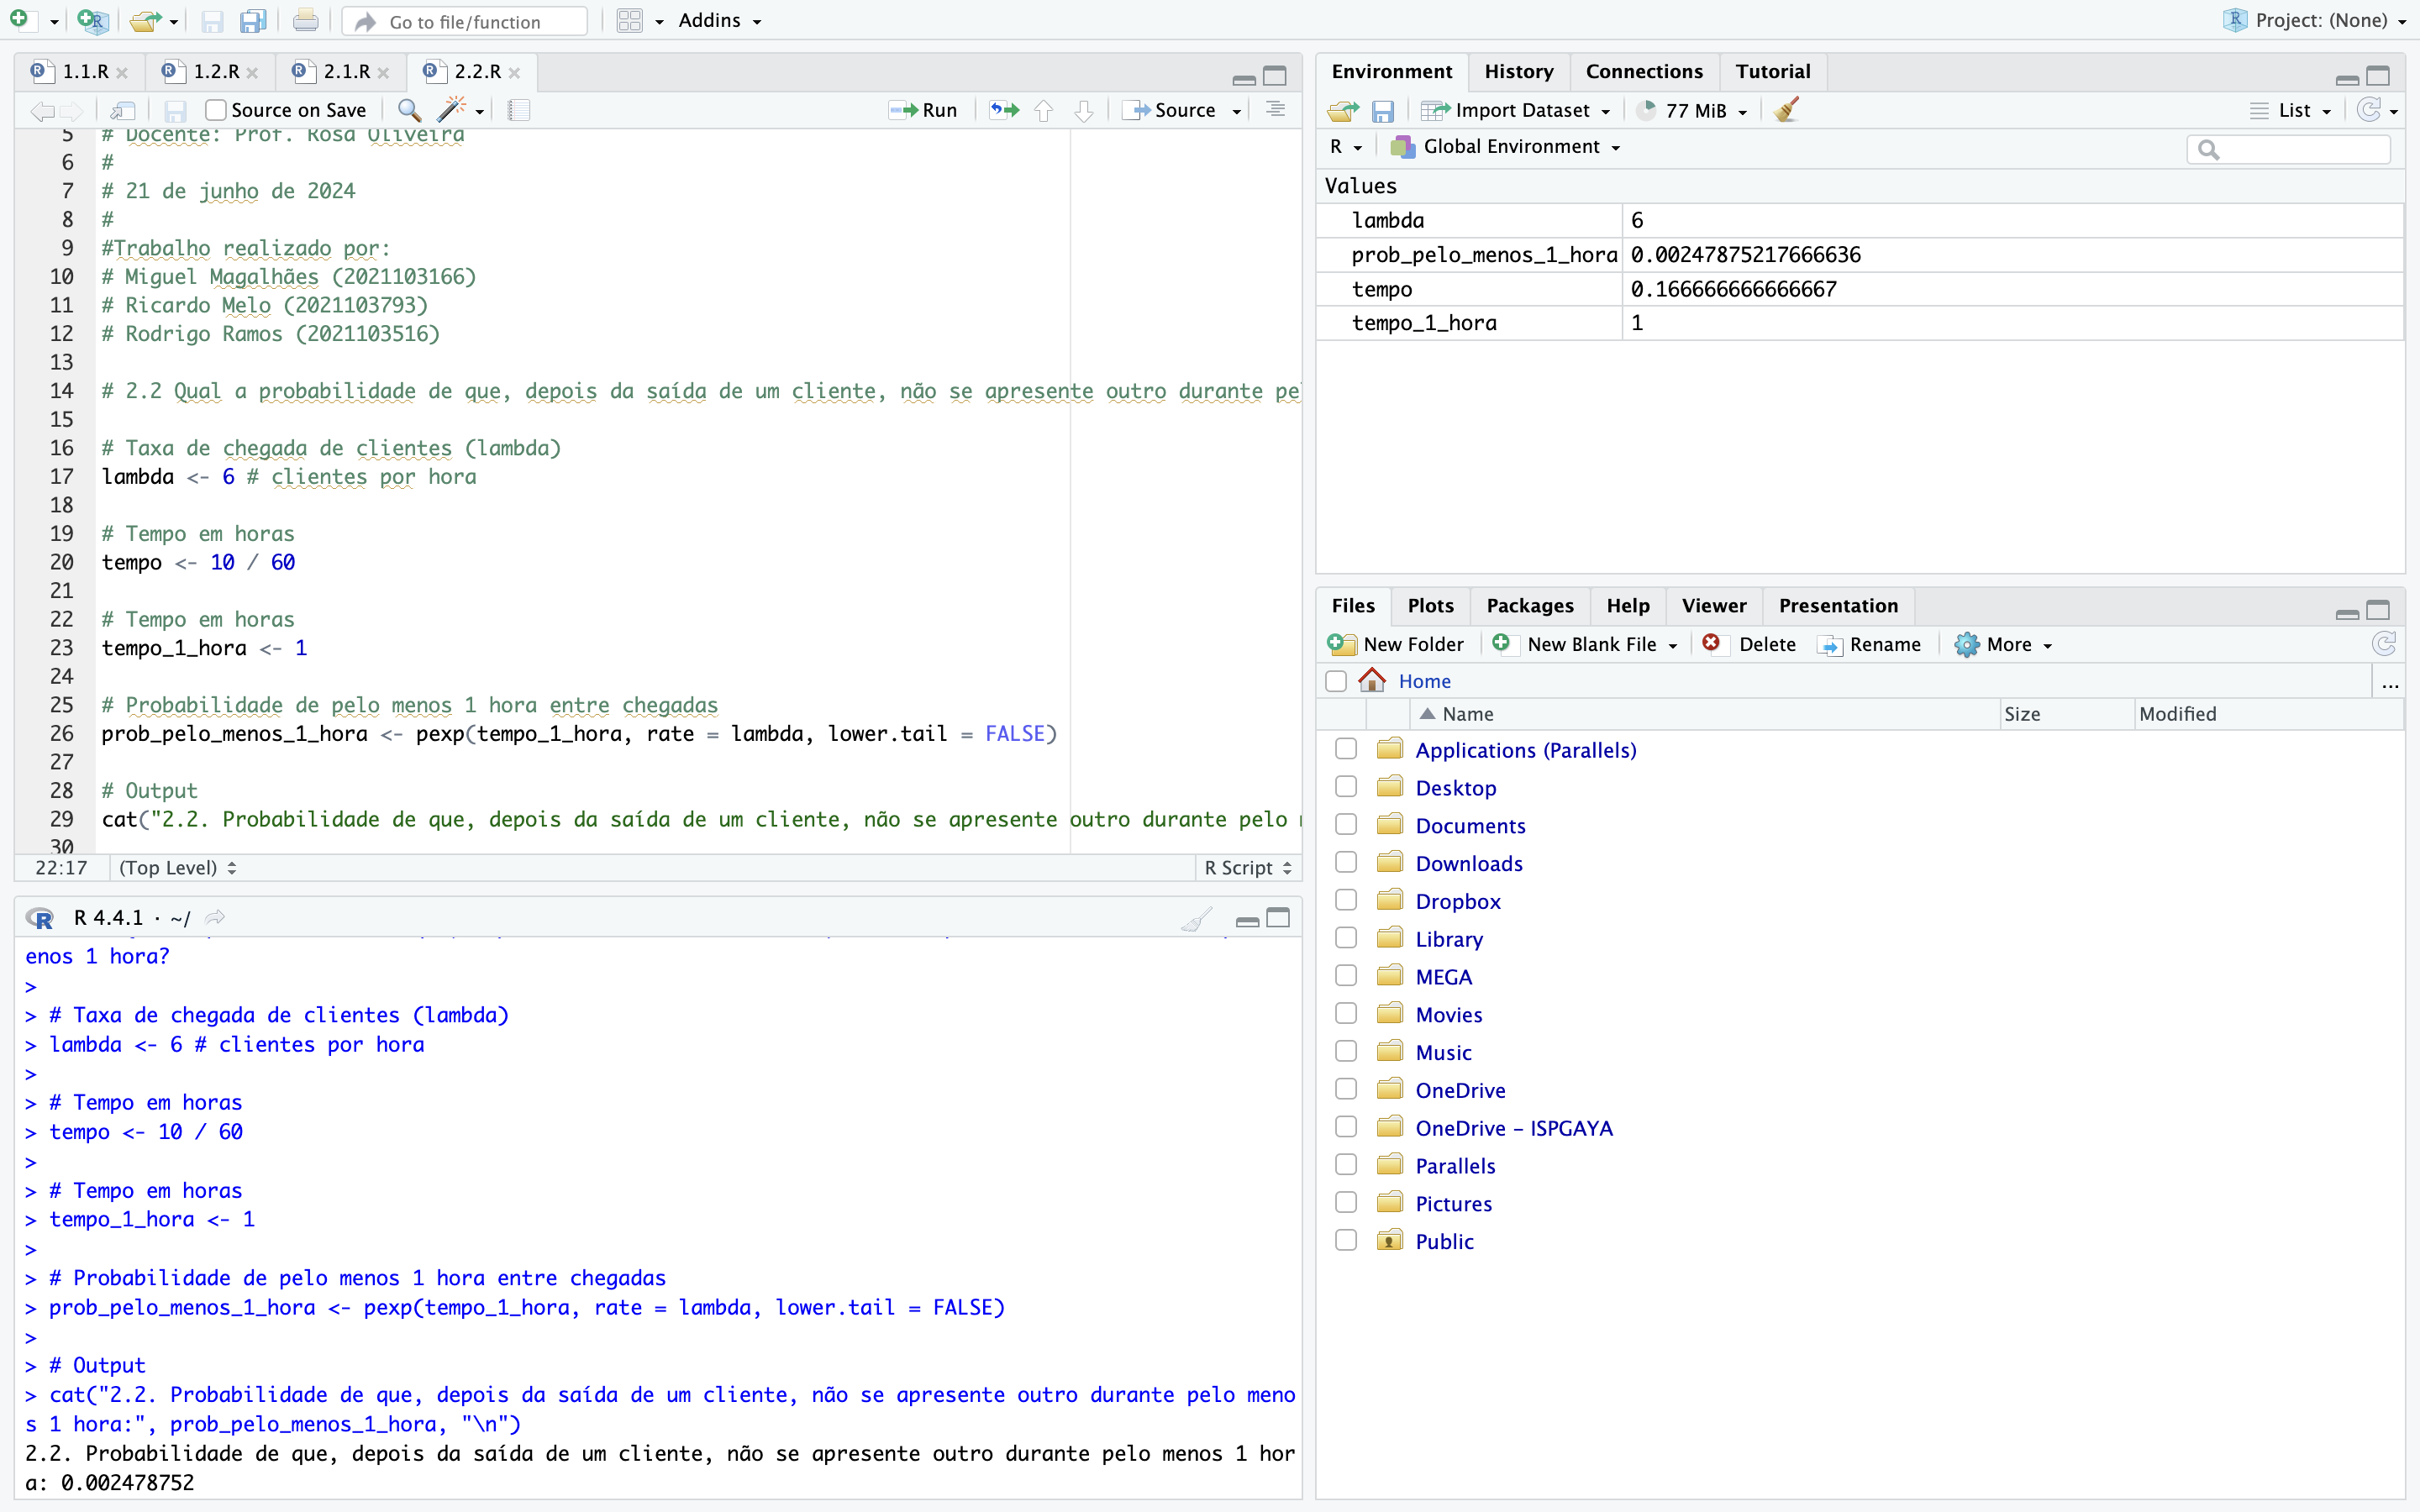 Go to file/function
Addins
Project: (None)
1.1.R
1.2.R
2.1.R
2.2.R
Source on Save
Run
Source
5 # Docente: Prof. Rosa Oliveira
6 #
7 # 21 de junho de 2024
8 #
9 #Trabalho realizado por:
10 # Miguel Magalhães (2021103166)
11 # Ricardo Melo (2021103793)
12 # Rodrigo Ramos (2021103516)
13
14 # 2.2 Qual a probabilidade de que, depois da saída de um cliente, não se apresente outro durante pe
15
16 # Taxa de chegada de clientes (lambda)
17 lambda <- 6 # clientes por hora
18
19 # Tempo em horas
20 tempo <- 10 / 60
21
22 # Tempo em horas
23 tempo_1_hora <- 1
24
25 # Probabilidade de pelo menos 1 hora entre chegadas
26 prob_pelo_menos_1_hora <- pexp(tempo_1_hora, rate = lambda, lower.tail = FALSE)
27
28 # Output
29 cat("2.2. Probabilidade de que, depois da saída de um cliente, não se apresente outro durante pelo
30
22:17 (Top Level) R Script
R 4.4.1 · ~/
enos 1 hora?
>
> # Taxa de chegada de clientes (lambda)
> lambda <- 6 # clientes por hora
>
> # Tempo em horas
> tempo <- 10 / 60
>
> # Tempo em horas
> tempo_1_hora <- 1
>
> # Probabilidade de pelo menos 1 hora entre chegadas
> prob_pelo_menos_1_hora <- pexp(tempo_1_hora, rate = lambda, lower.tail = FALSE)
>
> # Output
> cat("2.2. Probabilidade de que, depois da saída de um cliente, não se apresente outro durante pelo meno
s 1 hora:", prob_pelo_menos_1_hora, "\n")
2.2. Probabilidade de que, depois da saída de um cliente, não se apresente outro durante pelo menos 1 hor
a: 0.002478752
Environment History Connections Tutorial
Import Dataset 77 MiB List
R Global Environment
Values
lambda 6
prob_pelo_menos_1_hora 0.00247875217666636
tempo 0.166666666666667
tempo_1_hora 1
Files Plots Packages Help Viewer Presentation
New Folder New Blank File Delete Rename More
Home ...
Name Size Modified
Applications (Parallels)
Desktop
Documents
Downloads
Dropbox
Library
MEGA
Movies
Music
OneDrive
OneDrive – ISPGAYA
Parallels
Pictures
Public